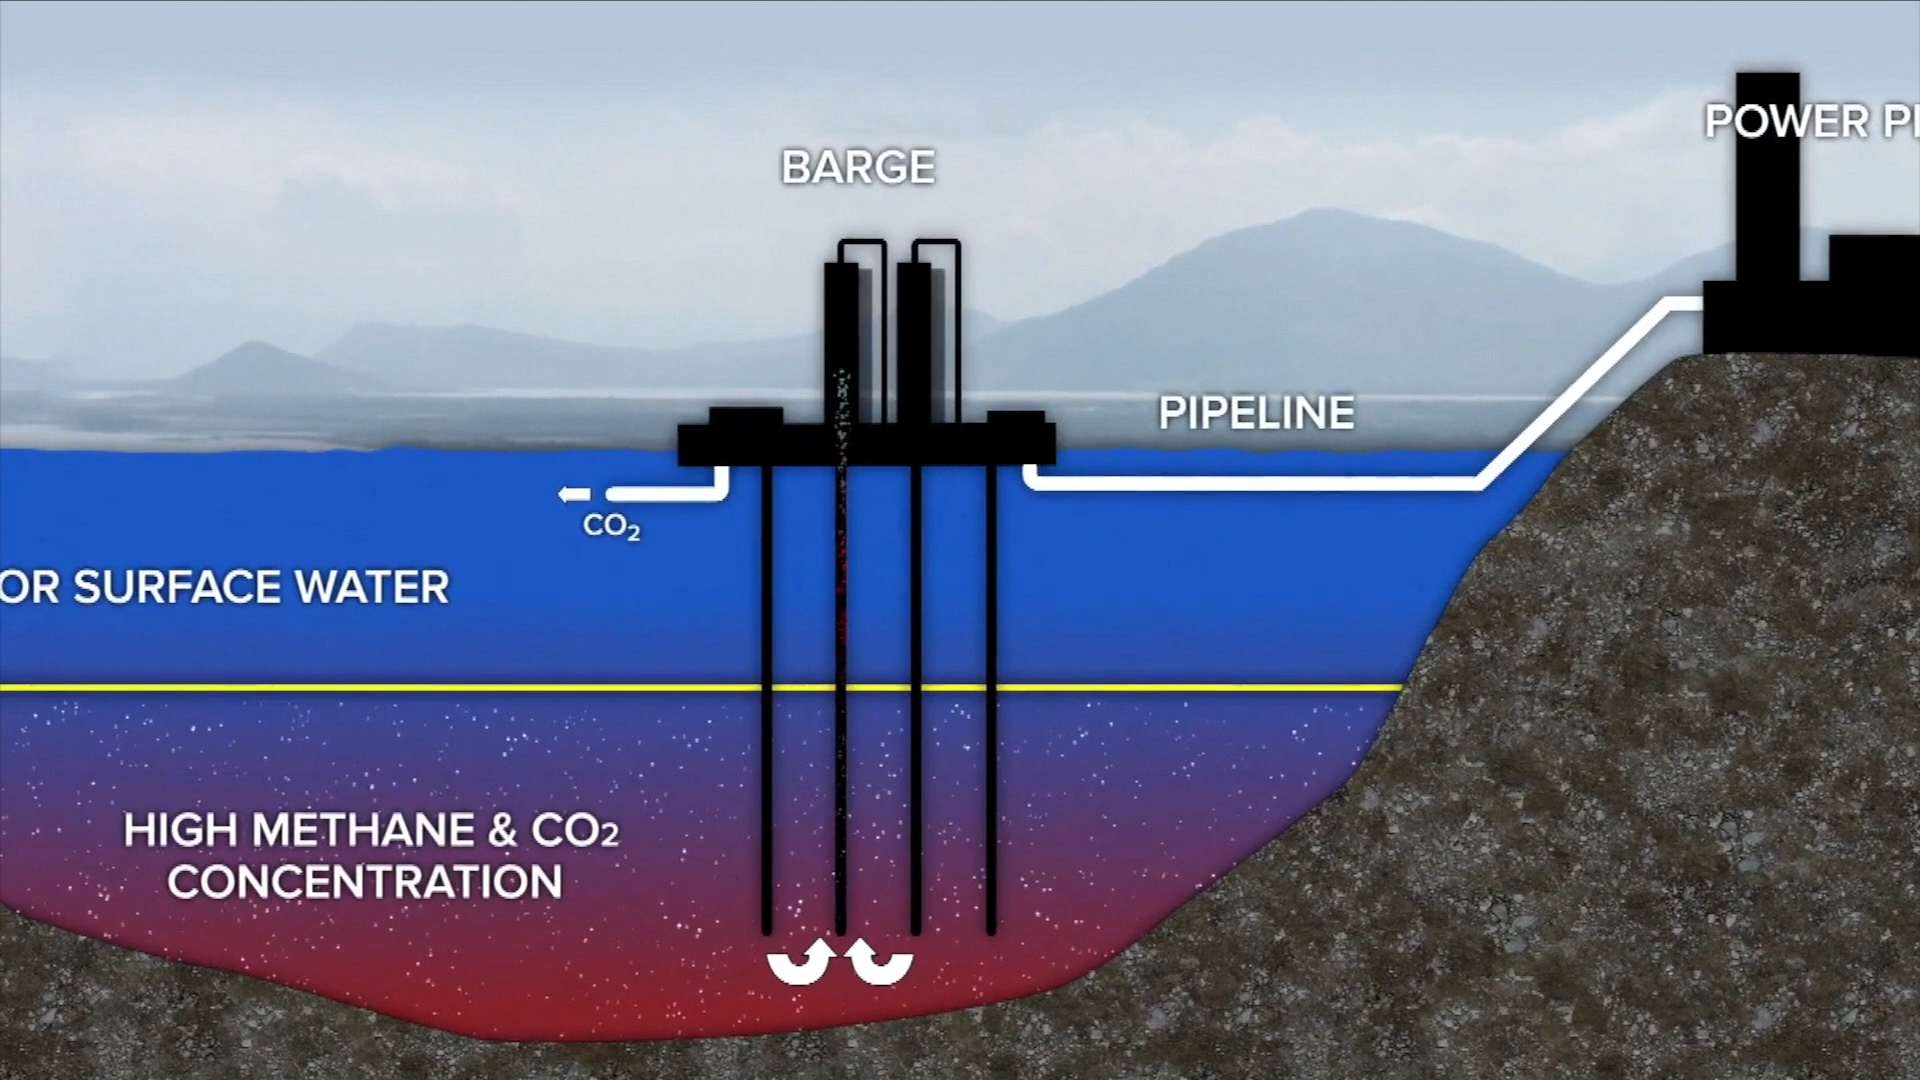 POWER
BARGE
PIPELINE
CO₂
OR SURFACE WATER
HIGH METHANE & CO₂
CONCENTRATION